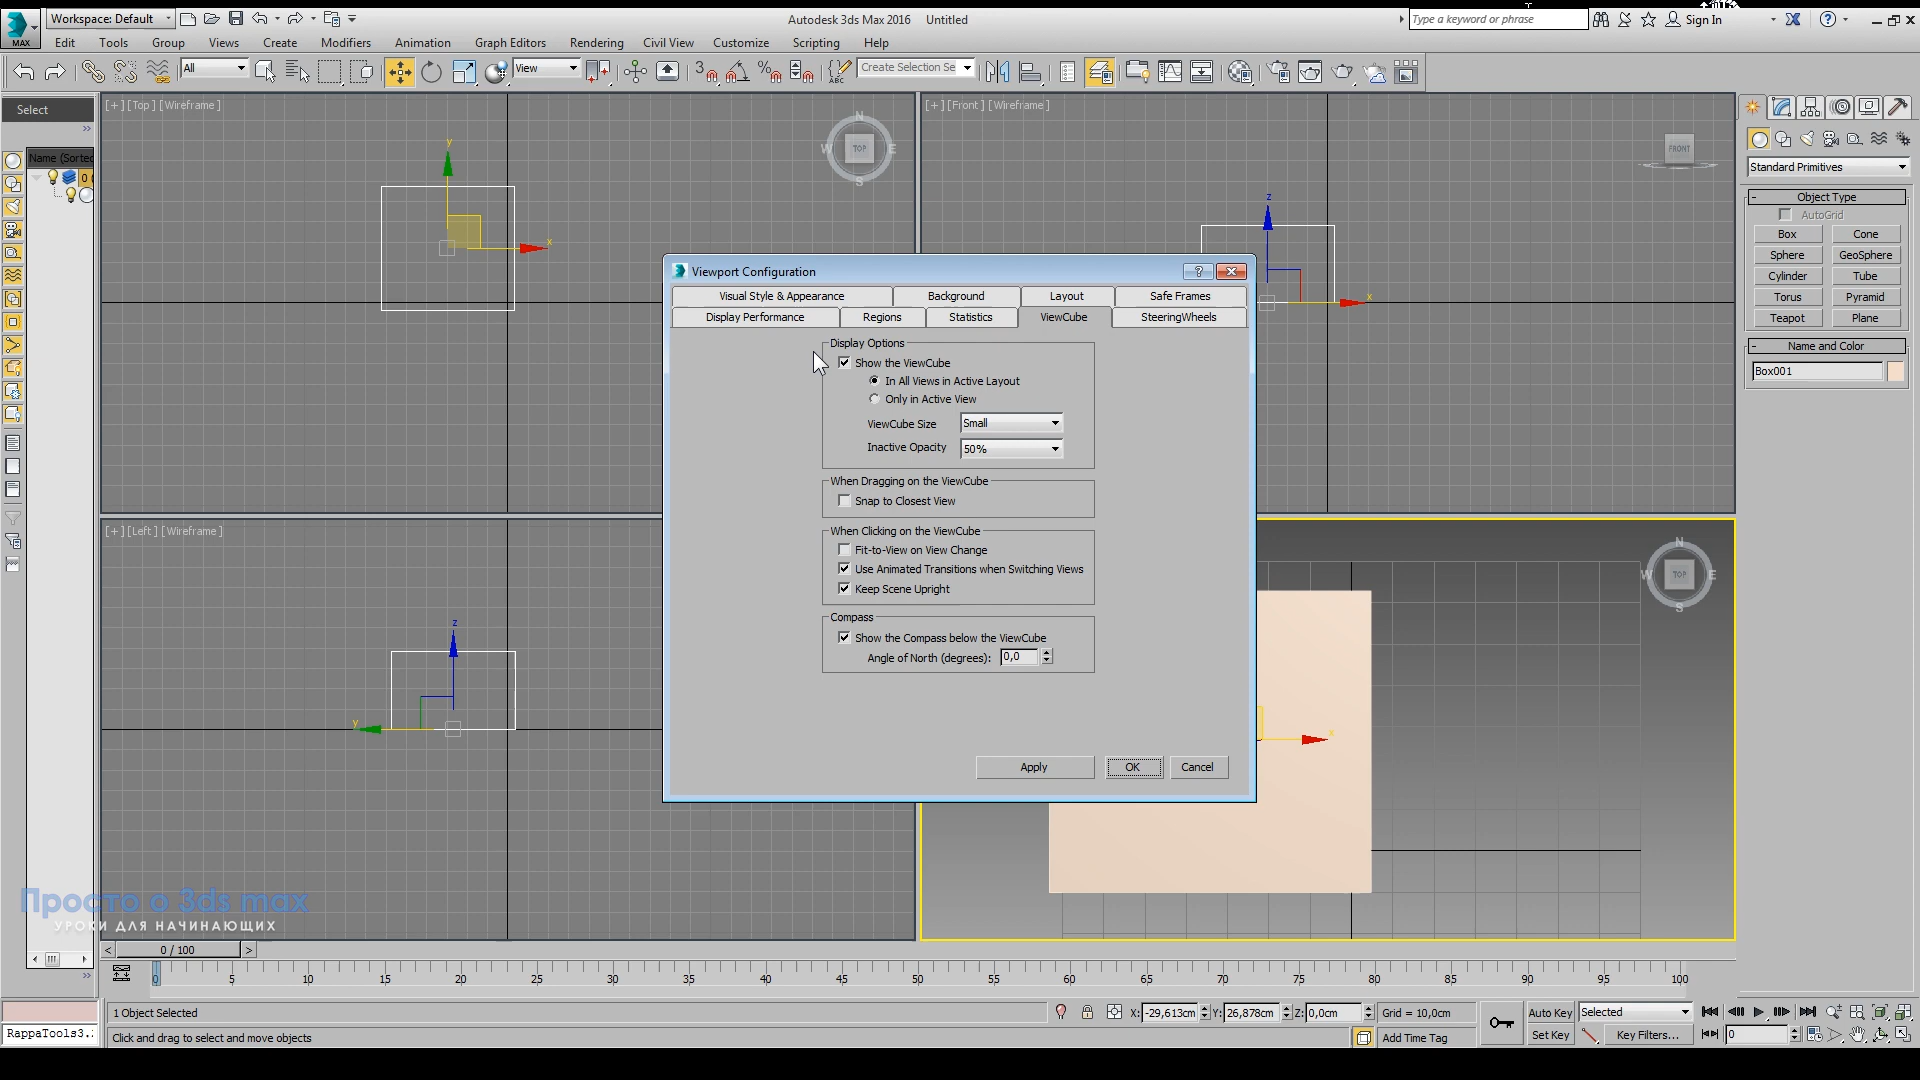 Workspace: Default
Autodesk 3ds Max 2016 Untitled
Type a keyword or phrase
Sign In
MAX
Edit Tools Group Views Create Modifiers Animation Graph Editors Rendering Civil View Customize Scripting Help
All
View
Create Selection Se
Select
[+][Top][Wireframe]
[+][Front][Wireframe]
Name (Sorted
N
W TOP E
S
FRONT
y
x
z
x
Standard Primitives
Object Type
AutoGrid
Box Cone
Sphere GeoSphere
Cylinder Tube
Torus Pyramid
Teapot Plane
Name and Color
Box001
Viewport Configuration
Visual Style & Appearance Background Layout Safe Frames
Display Performance Regions Statistics ViewCube SteeringWheels
Display Options
Show the ViewCube
In All Views in Active Layout
Only in Active View
ViewCube Size Small
Inactive Opacity 50%
When Dragging on the ViewCube
Snap to Closest View
When Clicking on the ViewCube
Fit-to-View on View Change
Use Animated Transitions when Switching Views
Keep Scene Upright
Compass
Show the Compass below the ViewCube
Angle of North (degrees): 0,0
Apply OK Cancel
[+][Left][Wireframe]
z
y
N
W TOP E
S
x
Просто о 3ds max
УРОКИ ДЛЯ НАЧИНАЮЩИХ
< 0 / 100 >
0 5 10 15 20 25 30 35 40 45 50 55 60 65 70 75 80 85 90 95 100
1 Object Selected
X: -29,613cm Y: 26,878cm Z: 0,0cm Grid = 10,0cm
Auto Key Selected
RappaTools3.
Click and drag to select and move objects
Add Time Tag
Set Key Key Filters...
0